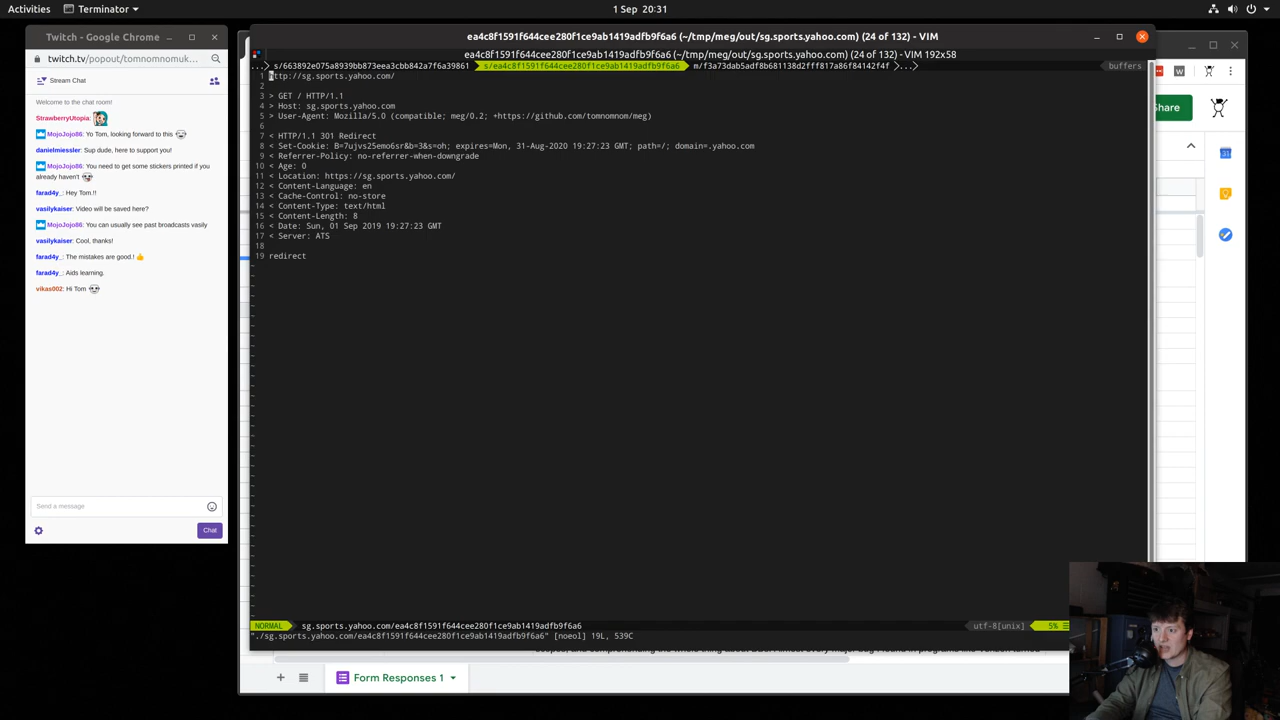 Activities
Terminator
1 Sep 20:31
Twitch - Google Chrome
twitch.tv/popout/tomnomnomuk...
Stream Chat
Welcome to the chat room!
StrawberryUtopia:
MojoJojo86: Yo Tom, looking forward to this
danielmiessler: Sup dude, here to support you!
MojoJojo86: You need to get some stickers printed if
you already haven't
farad4y_: Hey Tom.!!
vasilykaiser: Video will be saved here?
MojoJojo86: You can usually see past broadcasts vasily
vasilykaiser: Cool, thanks!
farad4y_: The mistakes are good.! 👍
farad4y_: Aids learning.
vikas002: Hi Tom
Send a message
Chat
ea4c8f1591f644cee280f1ce9ab1419adfb9f6a6 (~/tmp/meg/out/sg.sports.yahoo.com) (24 of 132) - VIM
ea4c8f1591f644cee280f1ce9ab1419adfb9f6a6 (~/tmp/meg/out/sg.sports.yahoo.com) (24 of 132) - VIM 192x58
...> s/663892e075a8939bb873eea3cbb842a7f6a39861 s/ea4c8f1591f644cee280f1ce9ab1419adfb9f6a6 m/f3a73dab5adf8b681138d2fff817a86f84142f4f >...> buffers
1 http://sg.sports.yahoo.com/
2
3 > GET / HTTP/1.1
4 > Host: sg.sports.yahoo.com
5 > User-Agent: Mozilla/5.0 (compatible; meg/0.2; +https://github.com/tomnomnom/meg)
6
7 < HTTP/1.1 301 Redirect
8 < Set-Cookie: B=7ujvs25emo6sr&b=3&s=oh; expires=Mon, 31-Aug-2020 19:27:23 GMT; path=/; domain=.yahoo.com
9 < Referrer-Policy: no-referrer-when-downgrade
10 < Age: 0
11 < Location: https://sg.sports.yahoo.com/
12 < Content-Language: en
13 < Cache-Control: no-store
14 < Content-Type: text/html
15 < Content-Length: 8
16 < Date: Sun, 01 Sep 2019 19:27:23 GMT
17 < Server: ATS
18
19 redirect
NORMAL sg.sports.yahoo.com/ea4c8f1591f644cee280f1ce9ab1419adfb9f6a6 utf-8[unix] 5%
"./sg.sports.yahoo.com/ea4c8f1591f644cee280f1ce9ab1419adfb9f6a6" [noeol] 19L, 539C
Share
31
Form Responses 1